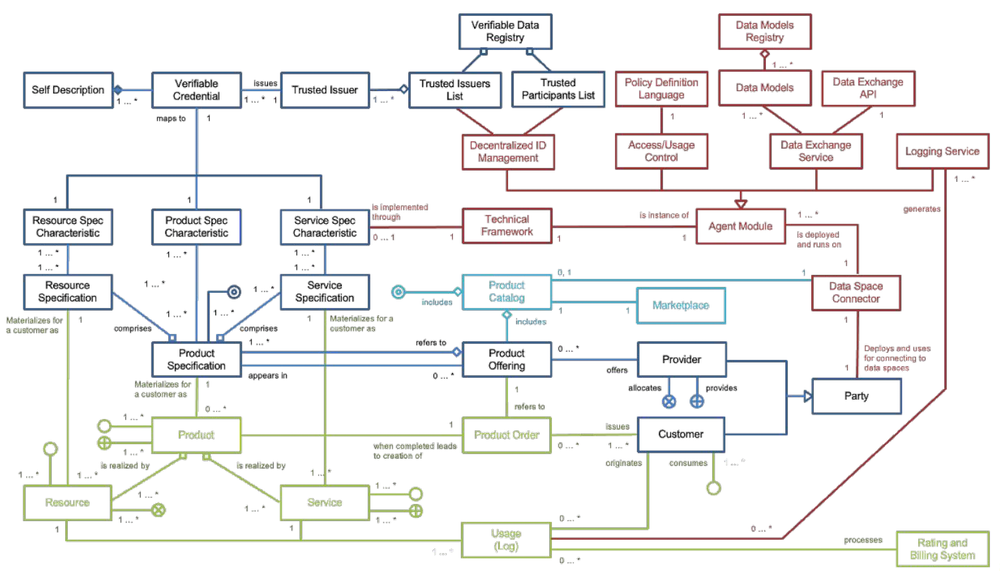 Verifiable Data
Registry
Data Models
Registry
1 ... *
Self Description
Verifiable
Credential
issues
Trusted Issuer
Trusted Issuers
List
Trusted
Participants List
Policy Definition
Language
Data Models
Data Exchange
API
1 ... *
1 ... *
1
1 ... *
maps to
1
1
1 ... *
1
Decentralized ID
Management
Access/Usage
Control
Data Exchange
Service
Logging Service
1 ... *
1
1
1
is implemented
through
generates
Resource Spec
Characteristic
Product Spec
Characteristic
Service Spec
Characteristic
Technical
Framework
is instance of
Agent Module
1 ... *
0 ... 1
1
1
1
is deployed
and runs on
1 ... *
1 ... *
1 ... *
1 ... *
1 ... *
1
Resource
Specification
1 ... *
1 ... *
Service
Specification
Product
Catalog
0, 1
1
Data Space
Connector
includes
1
1
Marketplace
Materializes for
a customer as
1
1 ... *
1 ... *
1
Materializes for a
customer as
1
comprises
comprises
includes
Product
Specification
1 ... *
refers to
Product
Offering
0 ... *
offers
Provider
Deploys and uses
for connecting to
data spaces
1
appears in
0 ... *
Materializes for
a customer as
1
1
allocates
provides
Party
0 ... *
refers to
1 ... *
Product
1
Product Order
issues
Customer
1 ... *
when completed leads
to creation of
0 ... *
1 ... *
is realized by
is realized by
originates
consumes
1 ... *
1 ... *
1 ... *
1 ... *
Resource
1 ... *
Service
1 ... *
1 ... *
1 ... *
1 ... *
1
1
0 ... *
Usage
(Log)
0 ... *
1 ... *
processes
0 ... *
Rating and
Billing System